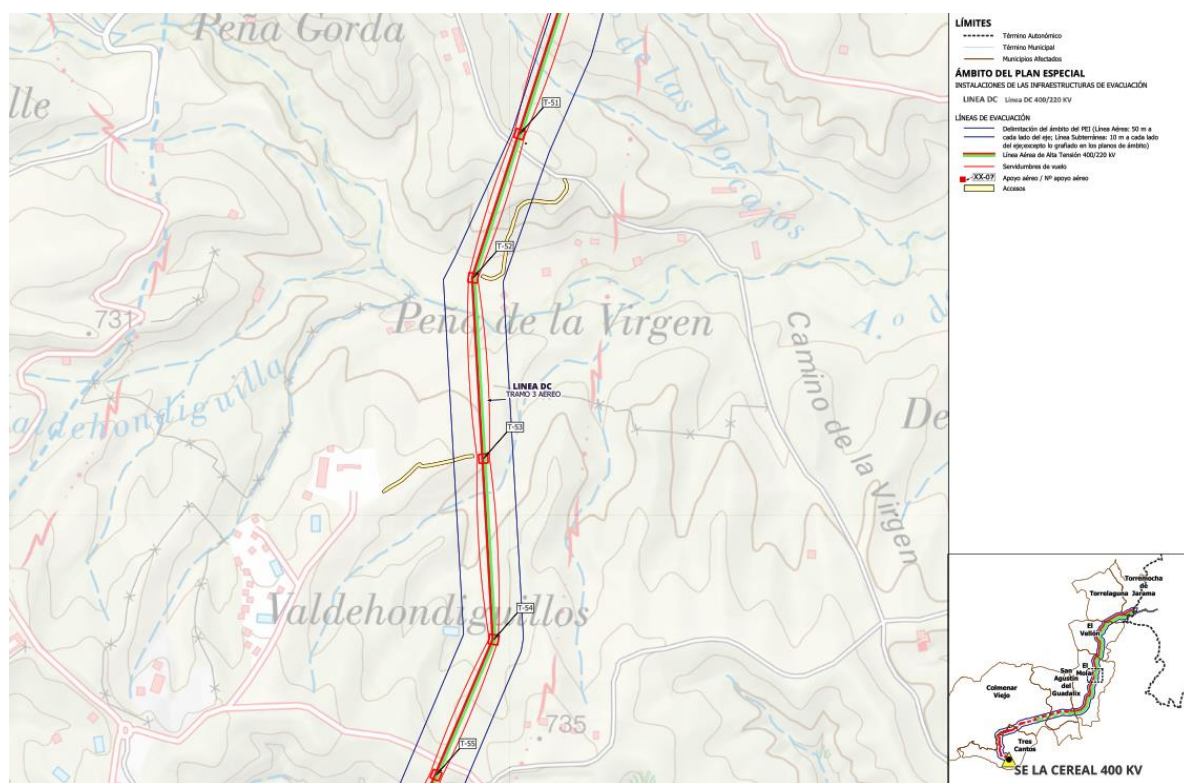 Peña Gorda
alle
de las Viejas
T-51
T-52
731
Peña de la Virgen
A.o d
LINEA DC
TRAMO 3 AEREO
Camino de la Virgen
De
T-53
T-54
735
T-55
LÍMITES
Término Autonómico
Término Municipal
Municipios Afectados
ÁMBITO DEL PLAN ESPECIAL
INSTALACIONES DE LAS INFRAESTRUCTURAS DE EVACUACIÓN
LINEA DC Línea DC 400/220 KV
LÍNEAS DE EVACUACIÓN
Delimitación del ámbito del PEI (Línea Aérea: 50 m a
cada lado del eje; Línea Subterránea: 10 m a cada lado
del eje;excepto lo grafiado en los planos de ámbito)
Línea Aérea de Alta Tensión 400/220 kV
Servidumbres de vuelo
XX-07 Apoyo aéreo / Nº apoyo aéreo
Accesos
Torremocha
de
Jarama
Torrelaguna
El
Vellón
El
Molar
San
Agustín
del
Guadalix
Colmenar
Viejo
Tres
Cantos
SE LA CEREAL 400 KV